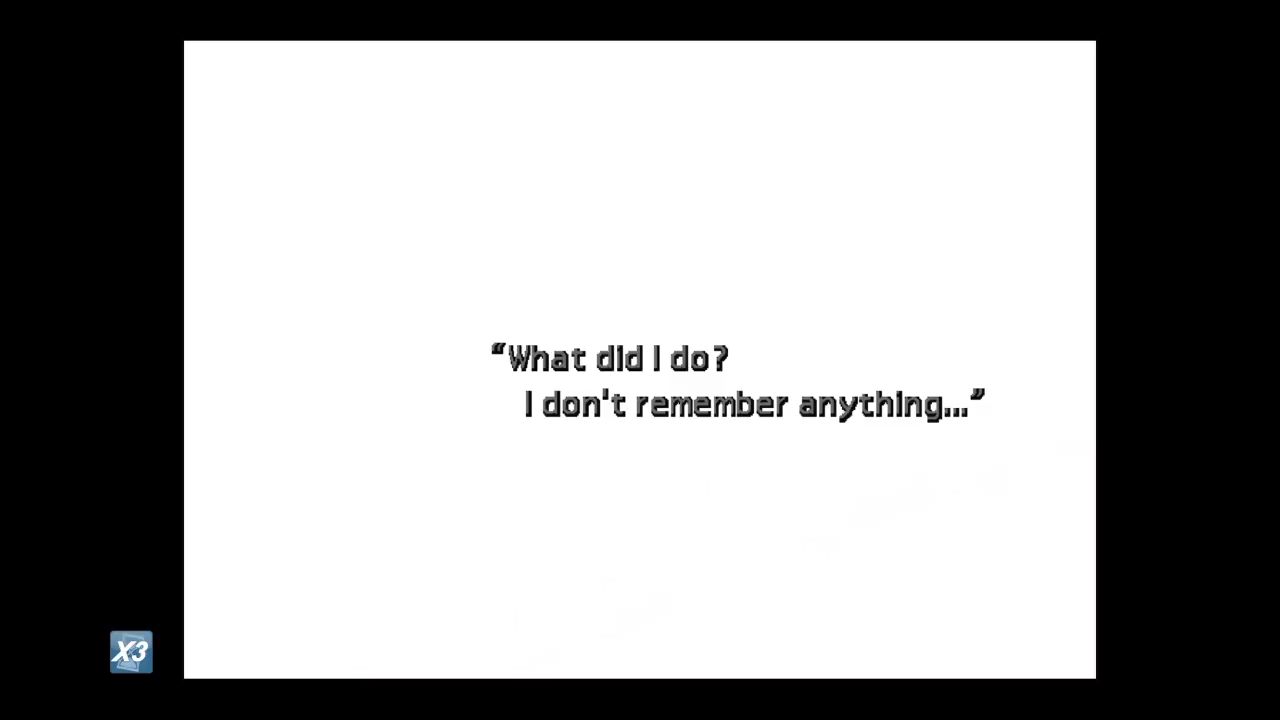 “What did I do?
I don't remember anything...”
X3